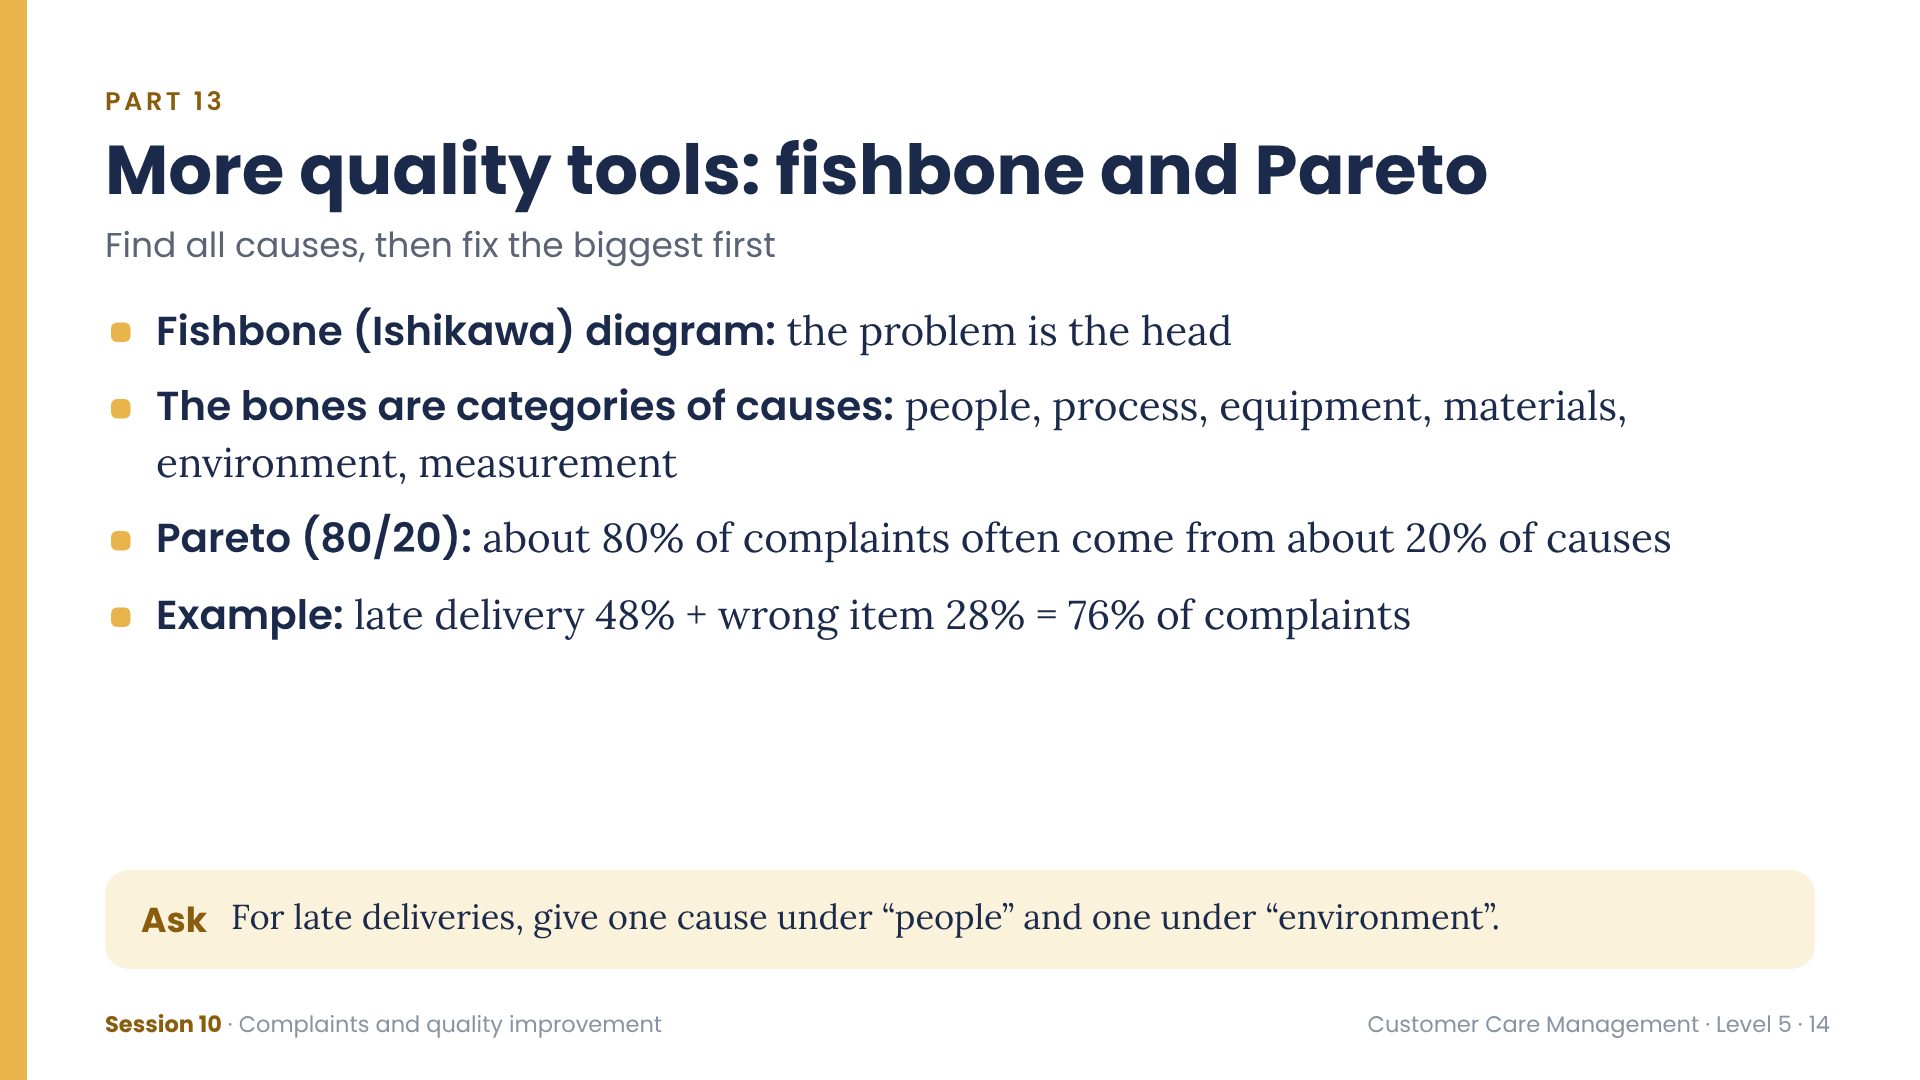 PART 13
More quality tools: fishbone and Pareto
Find all causes, then fix the biggest first
Fishbone (Ishikawa) diagram: the problem is the head
The bones are categories of causes: people, process, equipment, materials,
environment, measurement
Pareto (80/20): about 80% of complaints often come from about 20% of causes
Example: late delivery 48% + wrong item 28% = 76% of complaints
Ask For late deliveries, give one cause under “people” and one under “environment”.
Session 10 · Complaints and quality improvement
Customer Care Management · Level 5 · 14